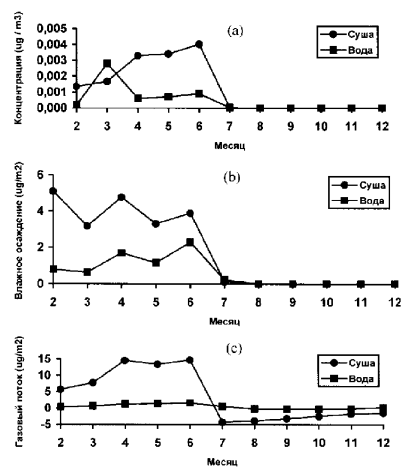 (a)
Концентрация (ug / m3)
0,005
0,004
0,003
0,002
0,001
0,000
Суша
Вода
2 3 4 5 6 7 8 9 10 11 12
Месяц
(b)
Влажное осаждение (ug/m2)
6
4
2
0
Суша
Вода
2 3 4 5 6 7 8 9 10 11 12
Месяц
(c)
Газовый поток (ug/m2)
15
10
5
0
-5
Суша
Вода
2 3 4 5 6 7 8 9 10 11 12
Месяц